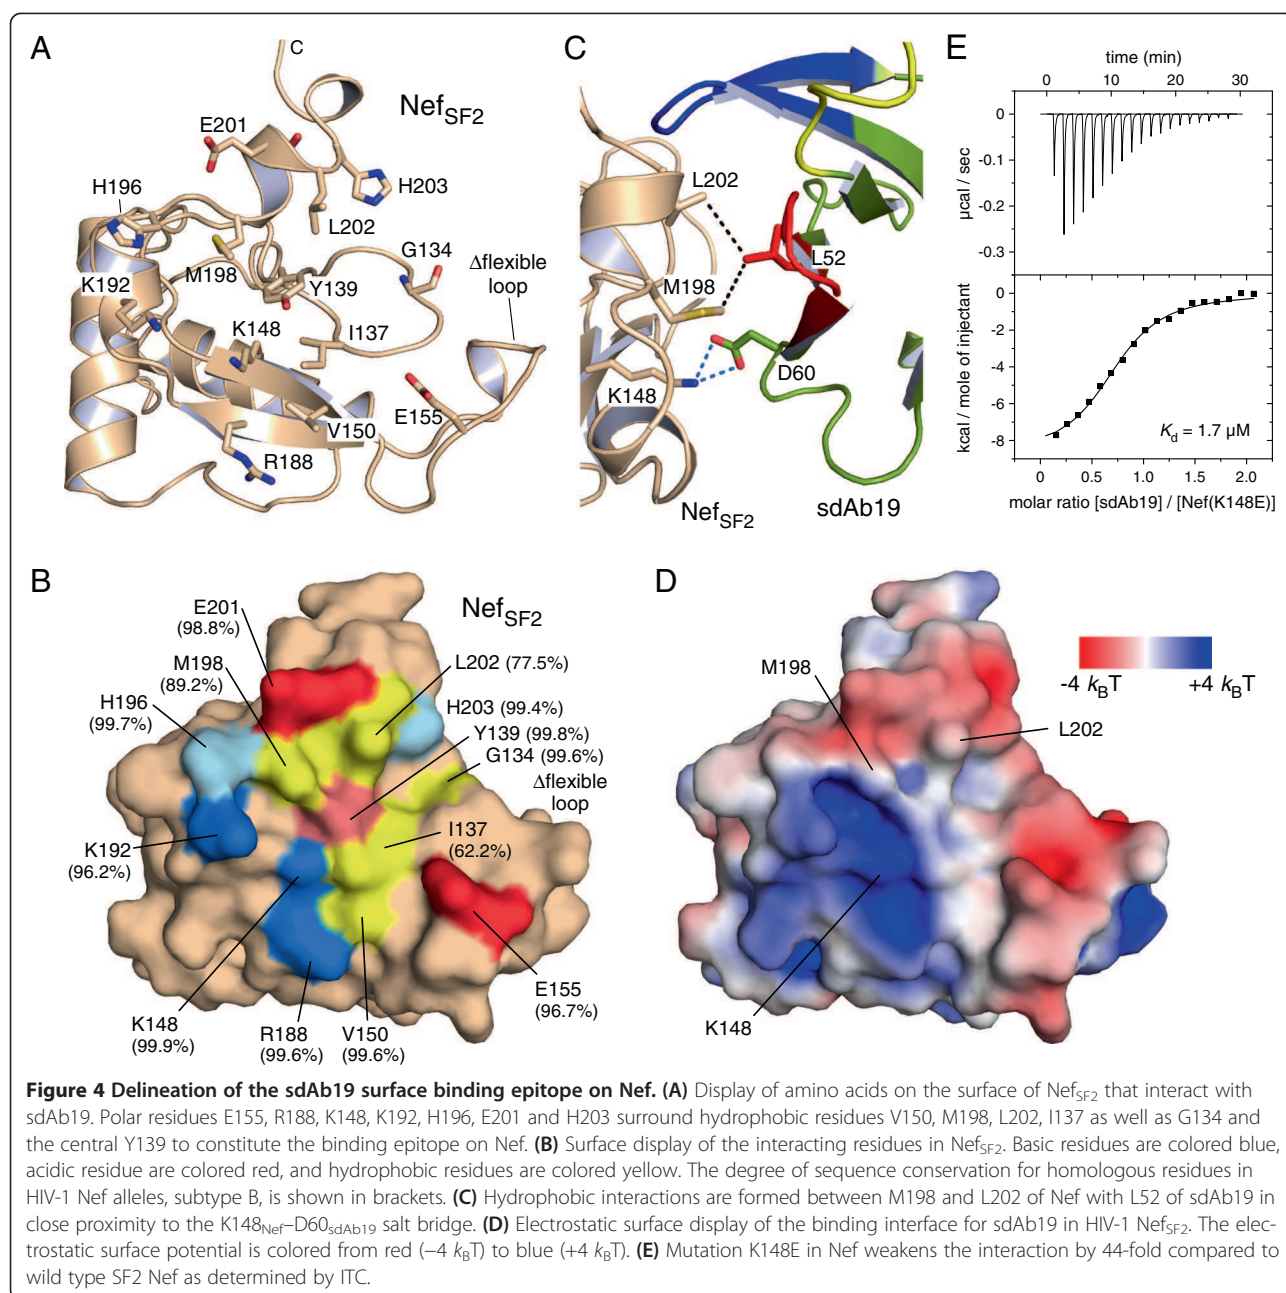 A
C
Nef_SF2
E201
H203
H196
L202
G134
M198
Y139
Δflexible
loop
K192
K148
I137
V150
E155
R188
C
L202
L52
M198
D60
K148
Nef_SF2
sdAb19
E
time (min)
0 10 20 30
0
-0.1
-0.2
-0.3
µcal / sec
0
-2
-4
-6
-8
kcal / mole of injectant
K_d = 1.7 µM
0 0.5 1.0 1.5 2.0
molar ratio [sdAb19] / [Nef(K148E)]
B
Nef_SF2
E201
(98.8%)
M198
(89.2%)
L202 (77.5%)
H196
(99.7%)
H203 (99.4%)
Y139 (99.8%)
G134 (99.6%)
Δflexible
loop
I137
(62.2%)
K192
(96.2%)
E155
(96.7%)
K148
(99.9%)
R188
(99.6%)
V150
(99.6%)
D
M198
-4 k_BT +4 k_BT
L202
K148
Figure 4 Delineation of the sdAb19 surface binding epitope on Nef. (A) Display of amino acids on the surface of Nef_SF2 that interact with
sdAb19. Polar residues E155, R188, K148, K192, H196, E201 and H203 surround hydrophobic residues V150, M198, L202, I137 as well as G134 and
the central Y139 to constitute the binding epitope on Nef. (B) Surface display of the interacting residues in Nef_SF2. Basic residues are colored blue,
acidic residue are colored red, and hydrophobic residues are colored yellow. The degree of sequence conservation for homologous residues in
HIV-1 Nef alleles, subtype B, is shown in brackets. (C) Hydrophobic interactions are formed between M198 and L202 of Nef with L52 of sdAb19 in
close proximity to the K148_Nef–D60_sdAb19 salt bridge. (D) Electrostatic surface display of the binding interface for sdAb19 in HIV-1 Nef_SF2. The elec-
trostatic surface potential is colored from red (−4 k_BT) to blue (+4 k_BT). (E) Mutation K148E in Nef weakens the interaction by 44-fold compared to
wild type SF2 Nef as determined by ITC.